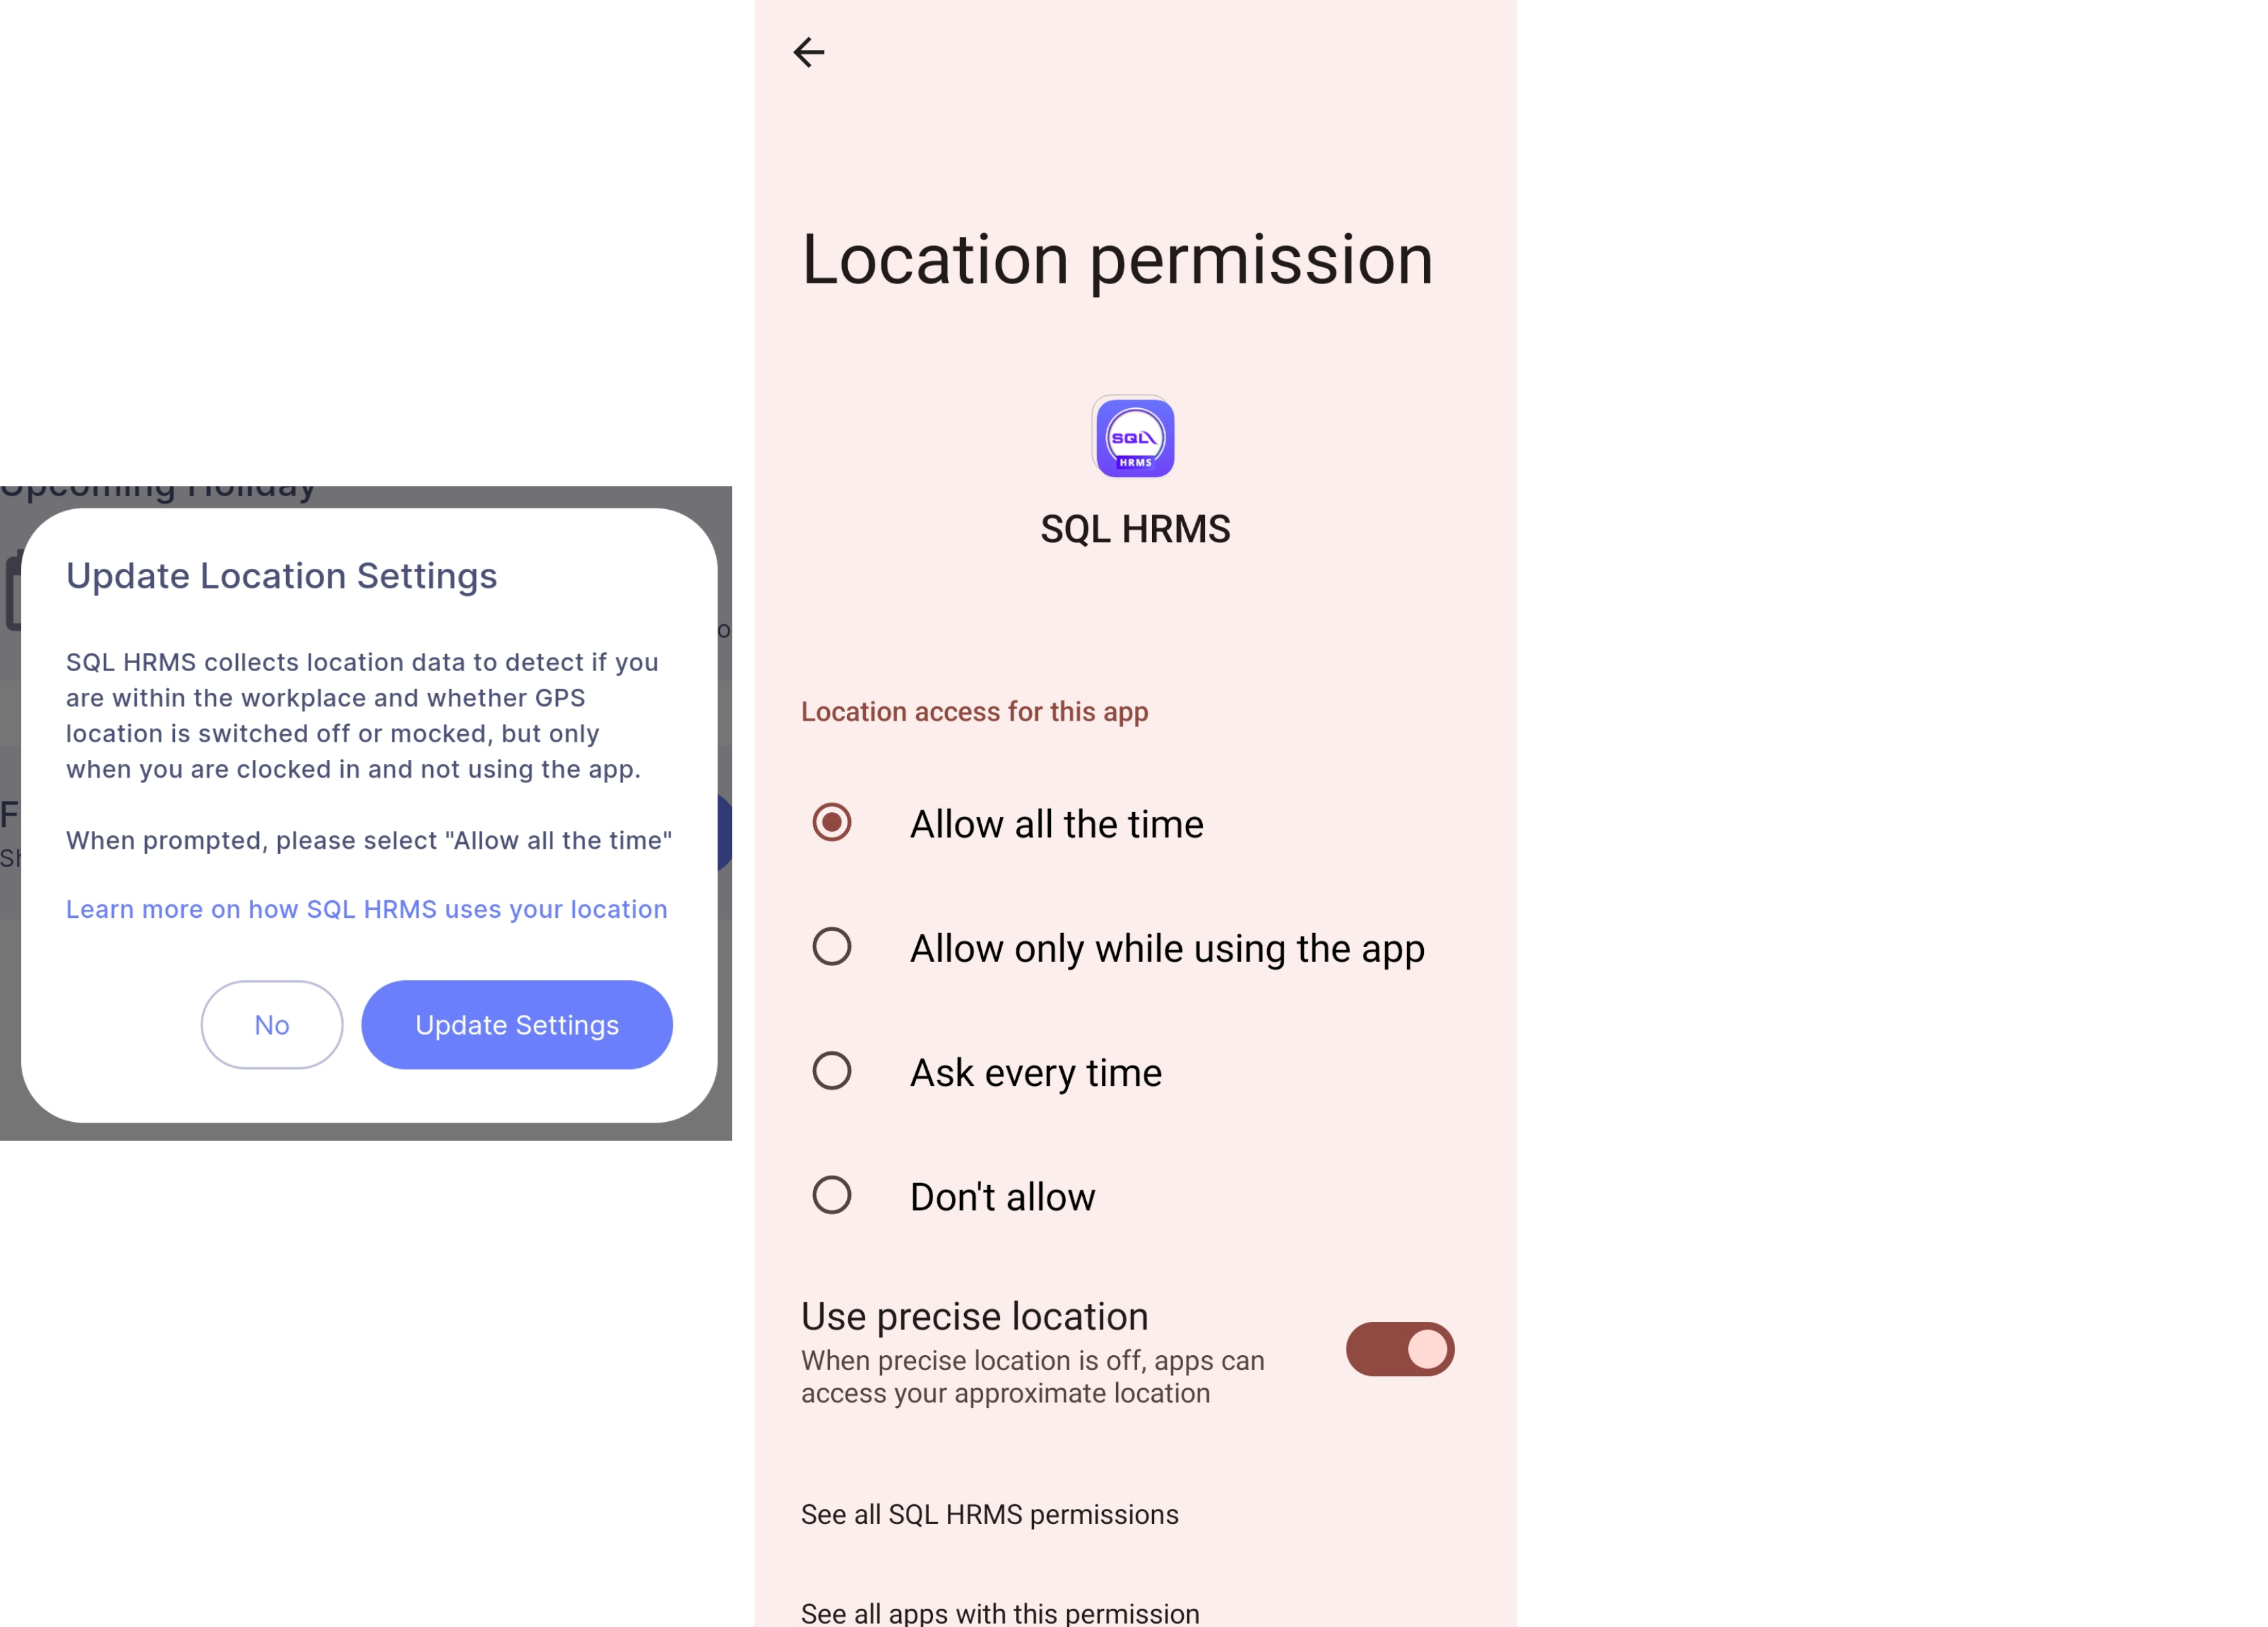 Upcoming Holiday
Update Location Settings
SQL HRMS collects location data to detect if you
are within the workplace and whether GPS
location is switched off or mocked, but only
when you are clocked in and not using the app.
When prompted, please select "Allow all the time"
Learn more on how SQL HRMS uses your location
No
Update Settings
Location permission
SQL
HRMS
SQL HRMS
Location access for this app
Allow all the time
Allow only while using the app
Ask every time
Don't allow
Use precise location
When precise location is off, apps can
access your approximate location
See all SQL HRMS permissions
See all apps with this permission